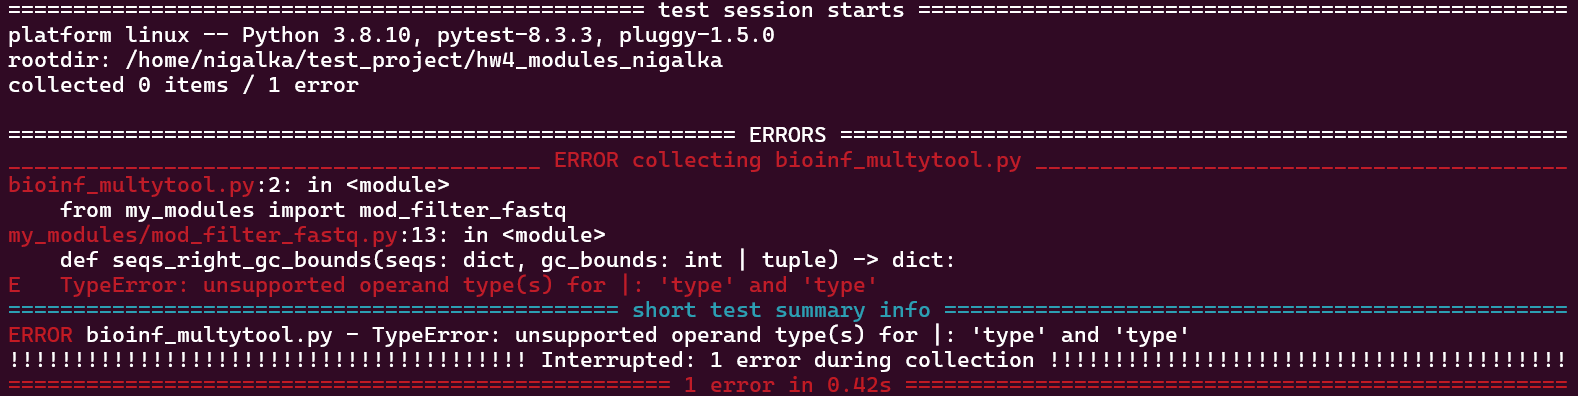 ================================================= test session starts ==================================================
platform linux -- Python 3.8.10, pytest-8.3.3, pluggy-1.5.0
rootdir: /home/nigalka/test_project/hw4_modules_nigalka
collected 0 items / 1 error

======================================================== ERRORS ========================================================
_________________________________________ ERROR collecting bioinf_multytool.py _________________________________________
bioinf_multytool.py:2: in <module>
    from my_modules import mod_filter_fastq
my_modules/mod_filter_fastq.py:13: in <module>
    def seqs_right_gc_bounds(seqs: dict, gc_bounds: int | tuple) -> dict:
E   TypeError: unsupported operand type(s) for |: 'type' and 'type'
=============================================== short test summary info ================================================
ERROR bioinf_multytool.py - TypeError: unsupported operand type(s) for |: 'type' and 'type'
!!!!!!!!!!!!!!!!!!!!!!!!!!!!!!!!!!!!!!!! Interrupted: 1 error during collection !!!!!!!!!!!!!!!!!!!!!!!!!!!!!!!!!!!!!!!!
=================================================== 1 error in 0.42s ===================================================